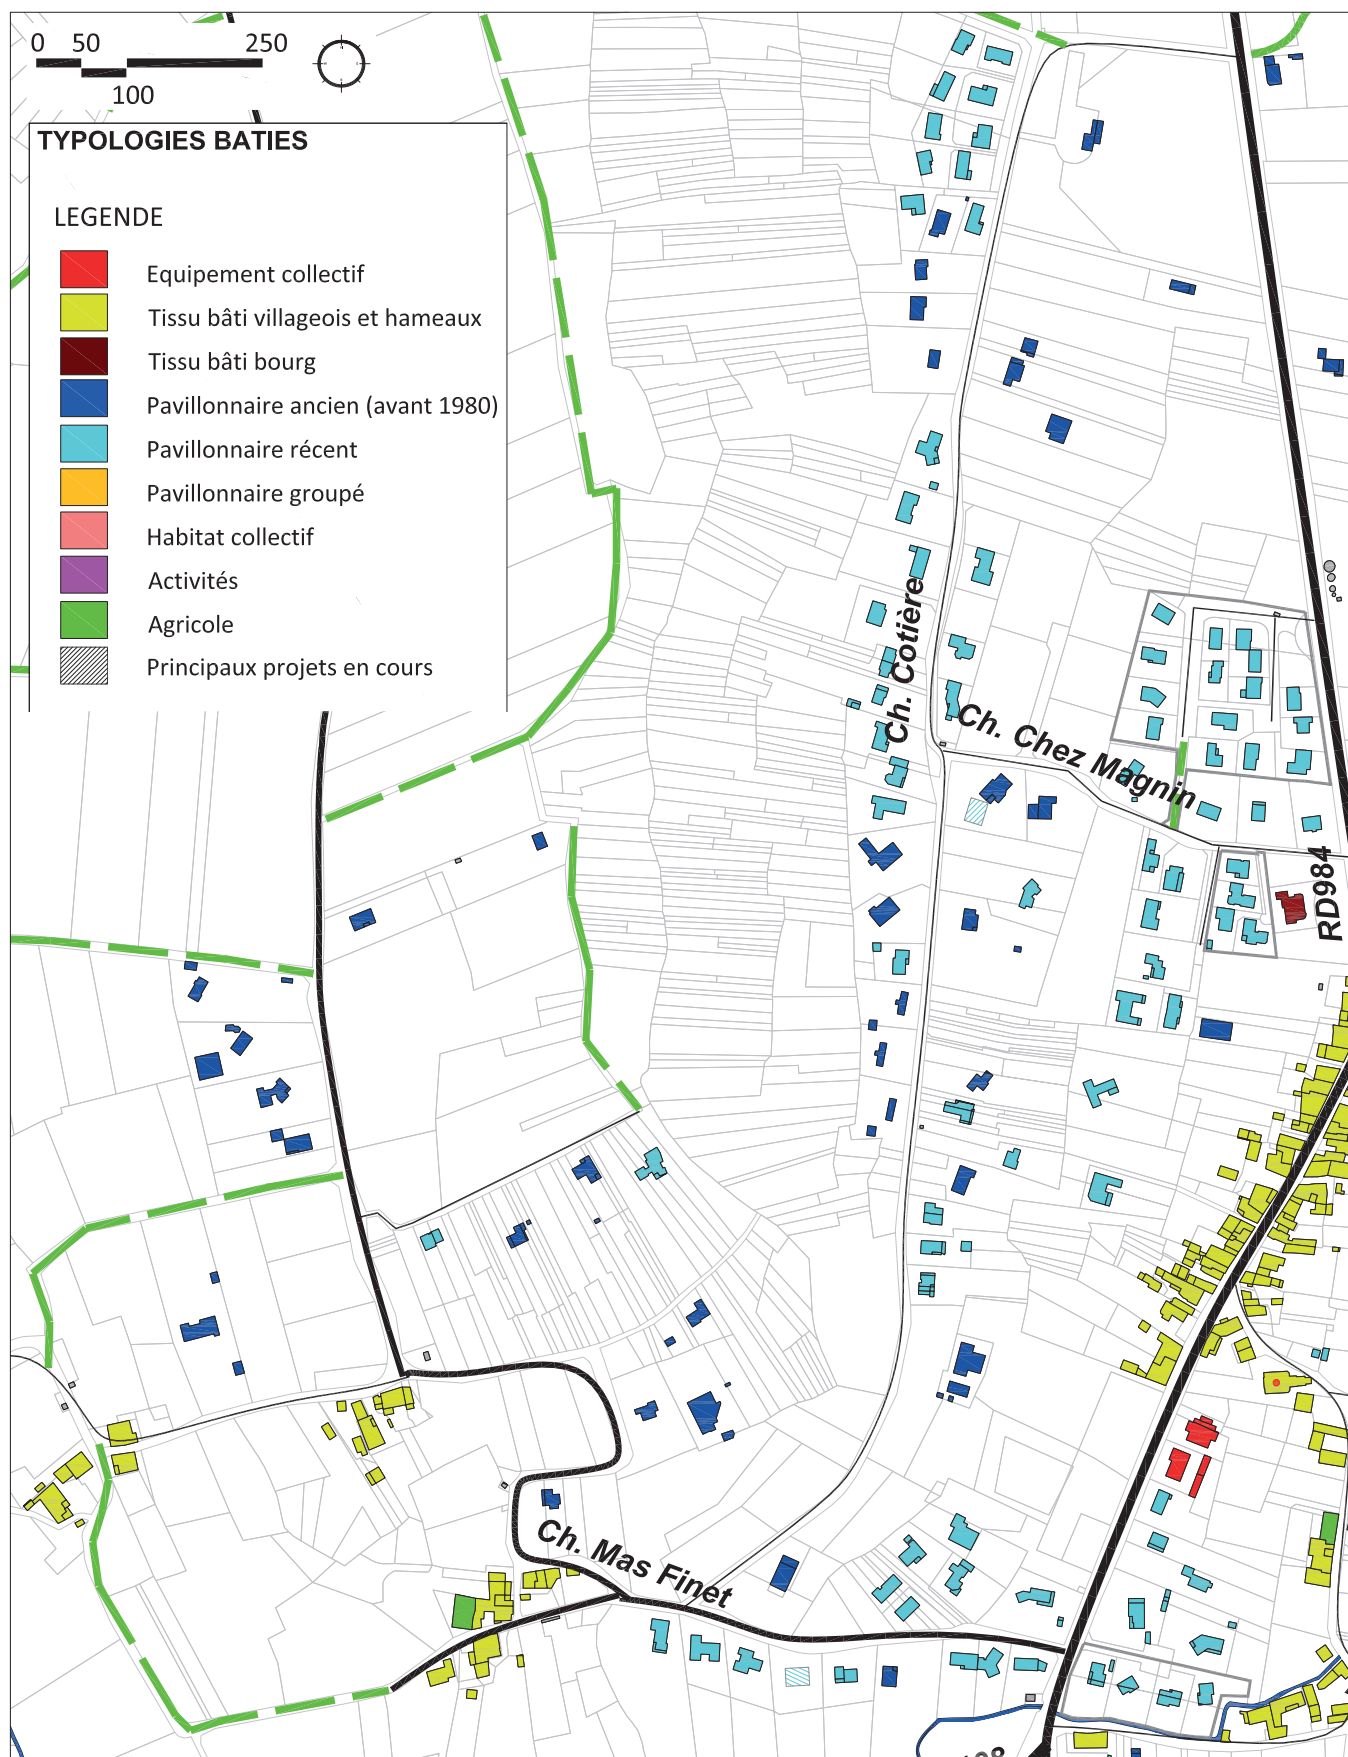 0 50 250
100
TYPOLOGIES BATIES
LEGENDE
Equipement collectif
Tissu bâti villageois et hameaux
Tissu bâti bourg
Pavillonnaire ancien (avant 1980)
Pavillonnaire récent
Pavillonnaire groupé
Habitat collectif
Activités
Agricole
Principaux projets en cours
Ch. Cotière
Ch. Chez Magnin
RD984
Ch. Mas Finet